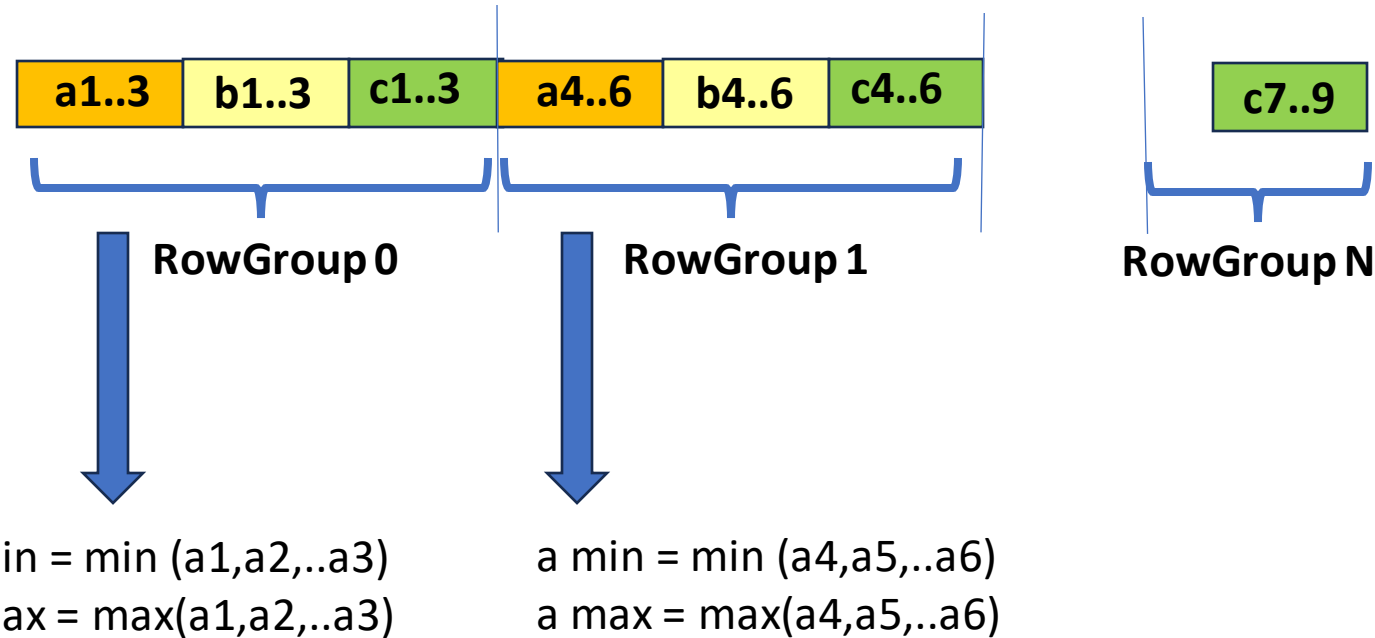 a1..3 b1..3 c1..3 a4..6 b4..6 c4..6 c7..9
RowGroup 0 RowGroup 1 RowGroup N
in = min (a1,a2,..a3) a min = min (a4,a5,..a6)
ax = max(a1,a2,..a3) a max = max(a4,a5,..a6)